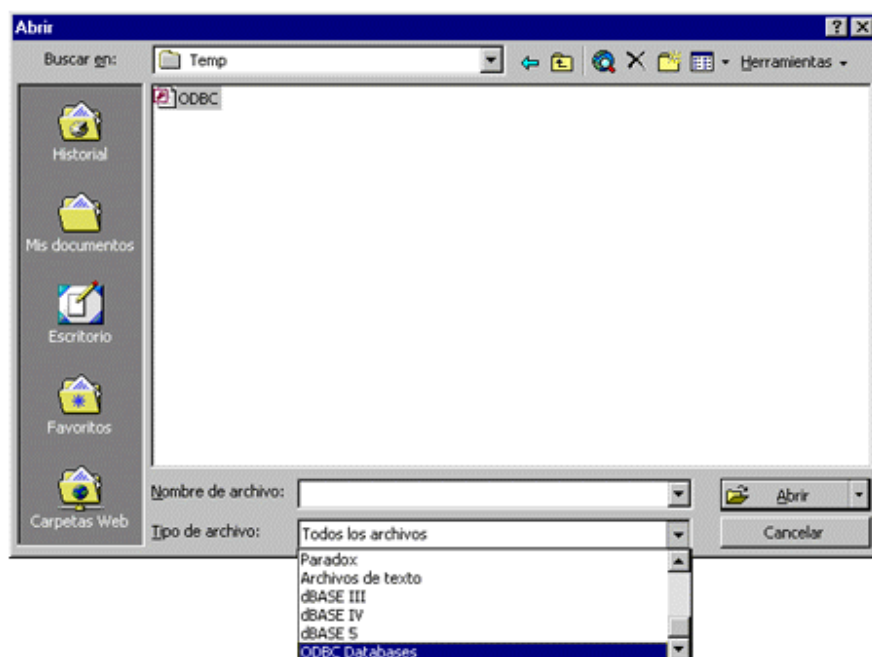 Abrir
Buscar en:
Temp
Herramientas
ODBC
Historial
Mis documentos
Escritorio
Favoritos
Carpetas Web
Nombre de archivo:
Abrir
Tipo de archivo:
Todos los archivos
Cancelar
Paradox
Archivos de texto
dBASE III
dBASE IV
dBASE 5
ODBC Databases